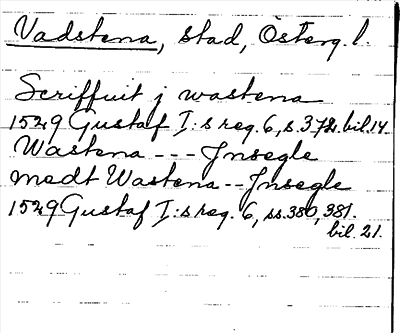 Vadstena, stad, Österg. l.
Scriffuit j wastena
1529 Gustaf I:s reg. 6, s. 372. bil. 14.
Wastena --- Jnsegle
medt Wastena -- Jnsegle
1529 Gustaf I:s reg. 6, ss. 380, 381.
bil. 21.